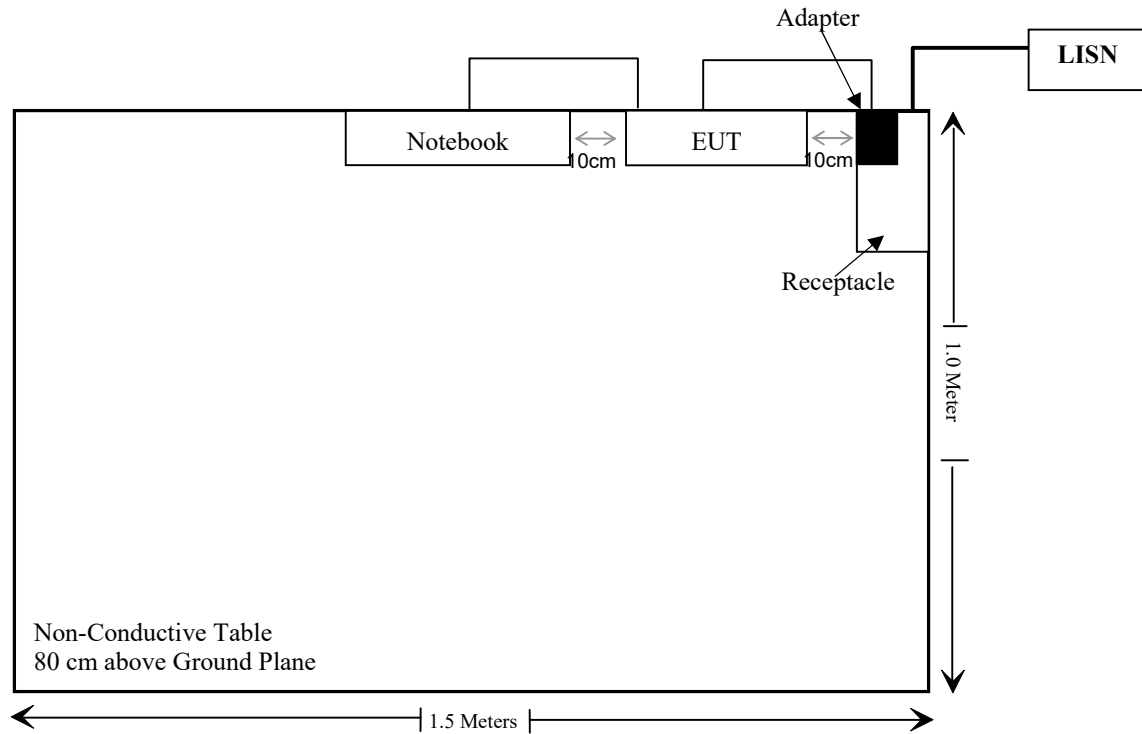 Adapter
LISN
Notebook
10cm
EUT
10cm
Receptacle
1.0 Meter
Non-Conductive Table
80 cm above Ground Plane
1.5 Meters